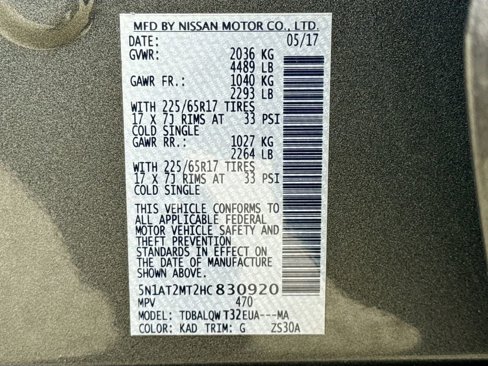 MFD BY NISSAN MOTOR CO., LTD.
DATE: 05/17
GVWR: 2036 KG
4489 LB
GAWR FR.: 1040 KG
2293 LB
WITH 225/65R17 TIRES
17 X 7J RIMS AT 33 PSI
COLD SINGLE
GAWR RR.: 1027 KG
2264 LB
WITH 225/65R17 TIRES
17 X 7J RIMS AT 33 PSI
COLD SINGLE
THIS VEHICLE CONFORMS TO
ALL APPLICABLE FEDERAL
MOTOR VEHICLE SAFETY AND
THEFT PREVENTION
STANDARDS IN EFFECT ON
THE DATE OF MANUFACTURE
SHOWN ABOVE.
5N1AT2MT2HC830920
MPV 470
MODEL: TDBALQW T32EUA---MA
COLOR: KAD TRIM: G ZS30A